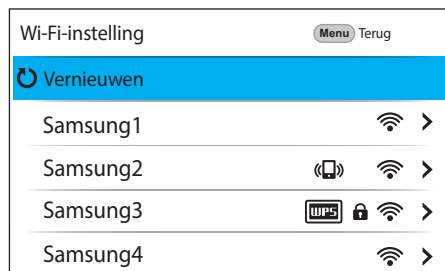 Wi-Fi-instelling Menu Terug
Vernieuwen
Samsung1
Samsung2
Samsung3 WPS
Samsung4